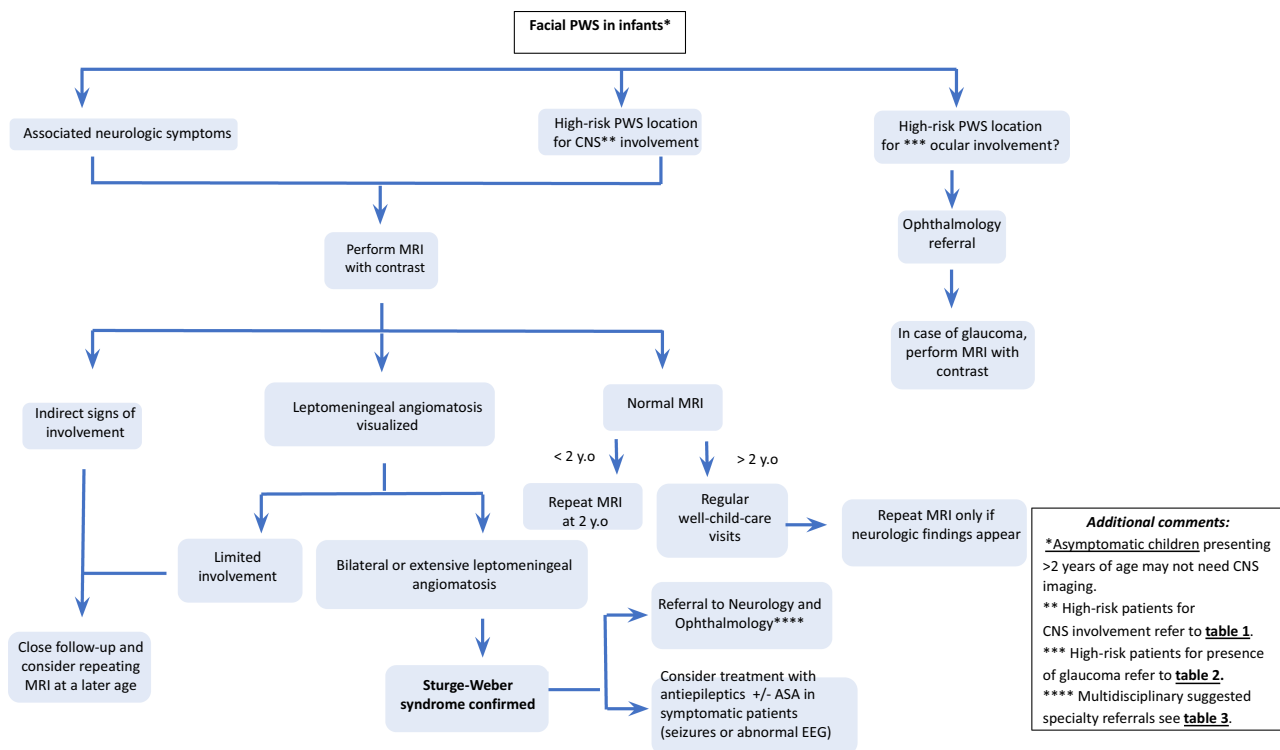 Facial PWS in infants*
Associated neurologic symptoms
High-risk PWS location
for CNS** involvement
High-risk PWS location
for *** ocular involvement?
Perform MRI
with contrast
Ophthalmology
referral
In case of glaucoma,
perform MRI with
contrast
Indirect signs of
involvement
Leptomeningeal angiomatosis
visualized
Normal MRI
< 2 y.o
> 2 y.o
Repeat MRI
at 2 y.o
Regular
well-child-care
visits
Repeat MRI only if
neurologic findings appear
Limited
involvement
Bilateral or extensive leptomeningeal
angiomatosis
Close follow-up and
consider repeating
MRI at a later age
Sturge-Weber
syndrome confirmed
Referral to Neurology and
Ophthalmology****
Consider treatment with
antiepileptics +/- ASA in
symptomatic patients
(seizures or abnormal EEG)
Additional comments:
*Asymptomatic children presenting
>2 years of age may not need CNS
imaging.
** High-risk patients for
CNS involvement refer to table 1.
*** High-risk patients for presence
of glaucoma refer to table 2.
**** Multidisciplinary suggested
specialty referrals see table 3.